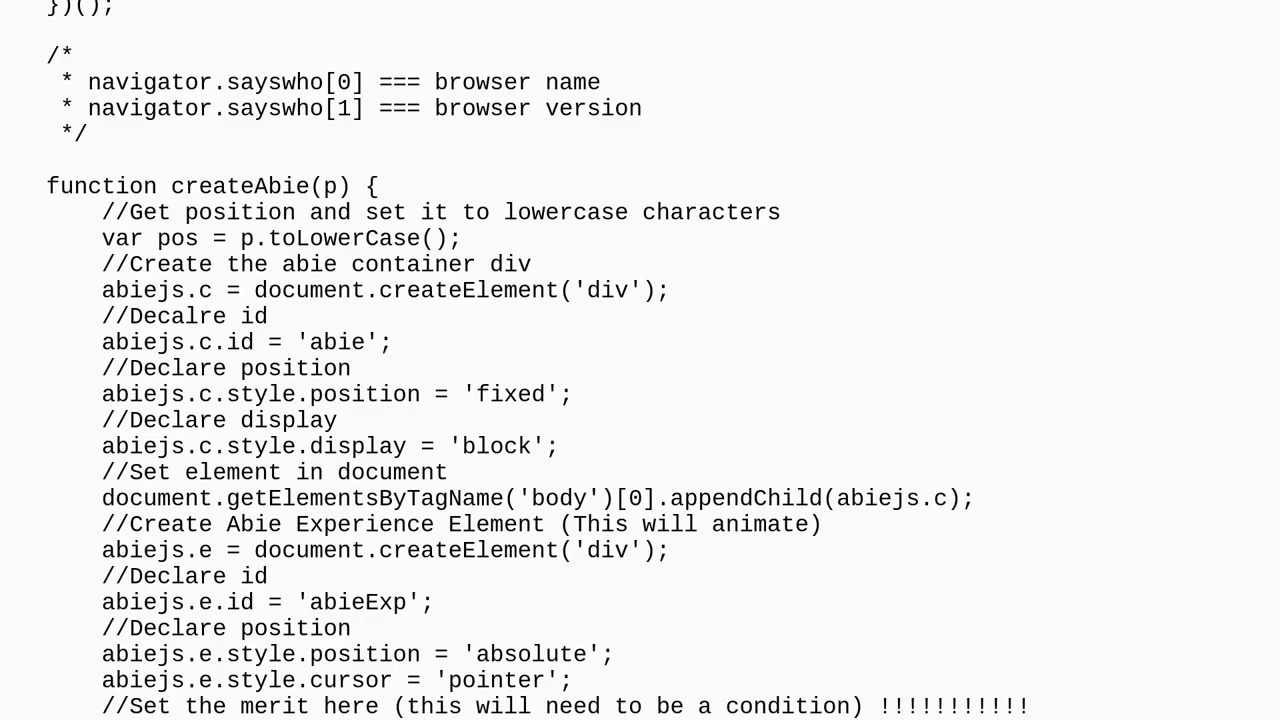 })();
/*
 * navigator.sayswho[0] === browser name
 * navigator.sayswho[1] === browser version
 */
function createAbie(p) {
    //Get position and set it to lowercase characters
    var pos = p.toLowerCase();
    //Create the abie container div
    abiejs.c = document.createElement('div');
    //Decalre id
    abiejs.c.id = 'abie';
    //Declare position
    abiejs.c.style.position = 'fixed';
    //Declare display
    abiejs.c.style.display = 'block';
    //Set element in document
    document.getElementsByTagName('body')[0].appendChild(abiejs.c);
    //Create Abie Experience Element (This will animate)
    abiejs.e = document.createElement('div');
    //Declare id
    abiejs.e.id = 'abieExp';
    //Declare position
    abiejs.e.style.position = 'absolute';
    abiejs.e.style.cursor = 'pointer';
    //Set the merit here (this will need to be a condition) !!!!!!!!!!!